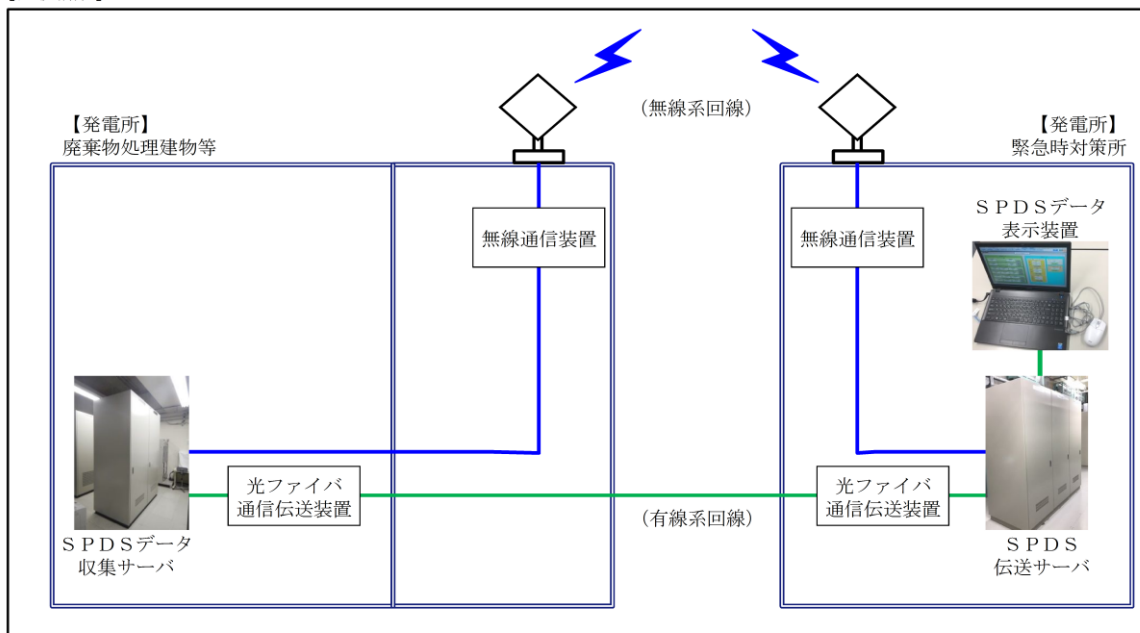 (無線系回線)
【発電所】
廃棄物処理建物等
【発電所】
緊急時対策所
無線通信装置
無線通信装置
ＳＰＤＳデータ
表示装置
光ファイバ
通信伝送装置
光ファイバ
通信伝送装置
(有線系回線)
ＳＰＤＳデータ
収集サーバ
ＳＰＤＳ
伝送サーバ